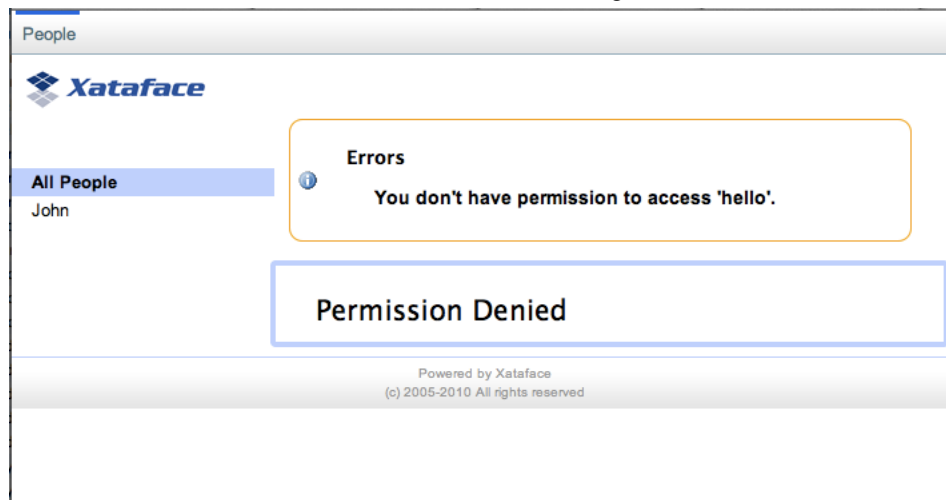 People
Xataface
All People
John
Errors
You don't have permission to access 'hello'.
Permission Denied
Powered by Xataface
(c) 2005-2010 All rights reserved